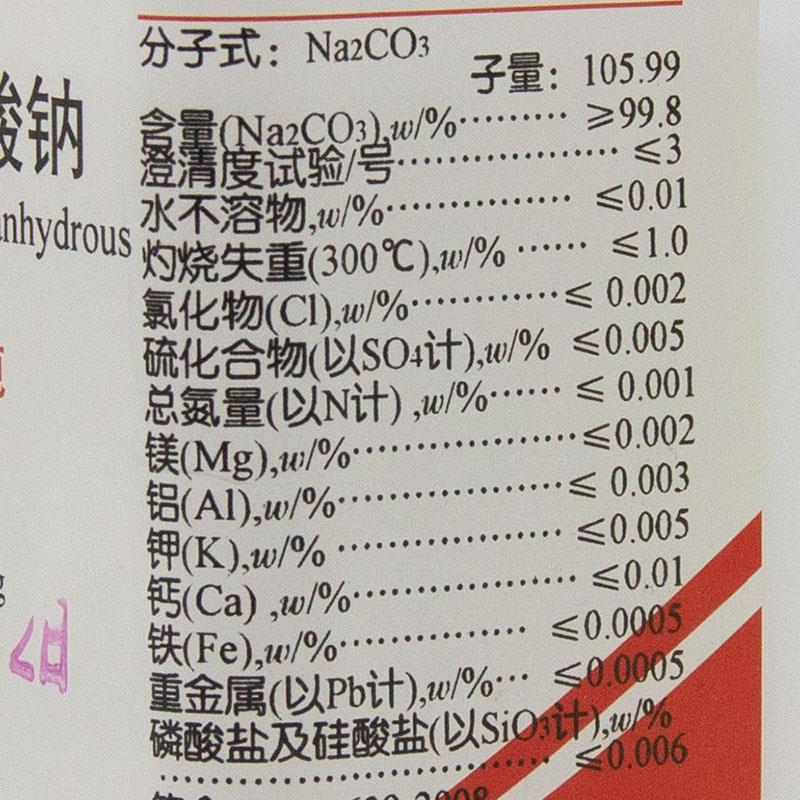 分子式: Na2CO3
子量: 105.99
酸钠
含量(Na2CO3),w/%········· ≥99.8
澄清度试验/号················· ≤3
水不溶物,w/%·············· ≤0.01
anhydrous
灼烧失重(300℃),w/% ······ ≤1.0
氯化物(Cl),w/%············≤ 0.002
硫化合物(以SO4计),w/% ≤0.005
总氮量(以N计) ,w/%······ ≤ 0.001
镁(Mg),w/%··················≤0.002
铝(Al),w/%··················≤ 0.003
钾(K),w/% ················· ≤0.005
钙(Ca) ,w/%················· ≤0.01
铁(Fe),w/%·············· ≤0.0005
重金属(以Pb计),w/%··· ≤0.0005
磷酸盐及硅酸盐(以SiO3计),w/%
······························ ≤0.006